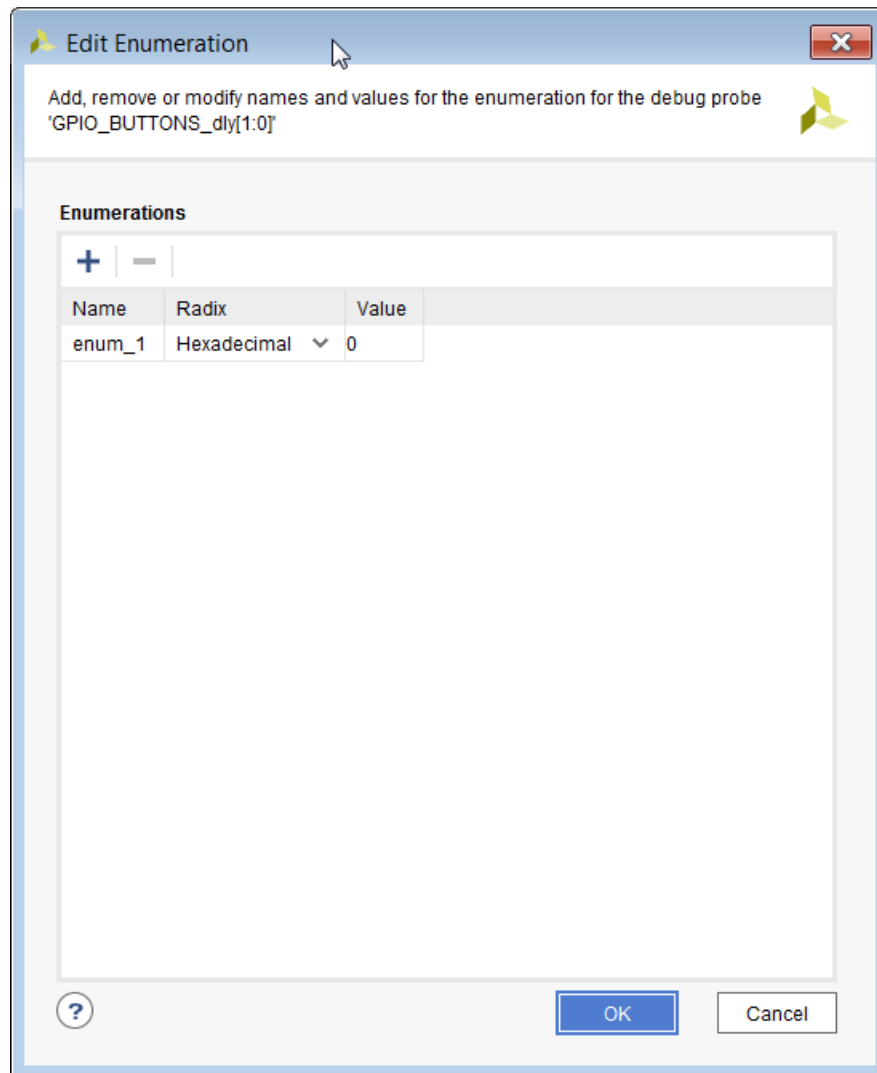 Edit Enumeration
Add, remove or modify names and values for the enumeration for the debug probe
'GPIO_BUTTONS_dly[1:0]'
Enumerations
Name Radix Value
enum_1 Hexadecimal 0
?
OK Cancel